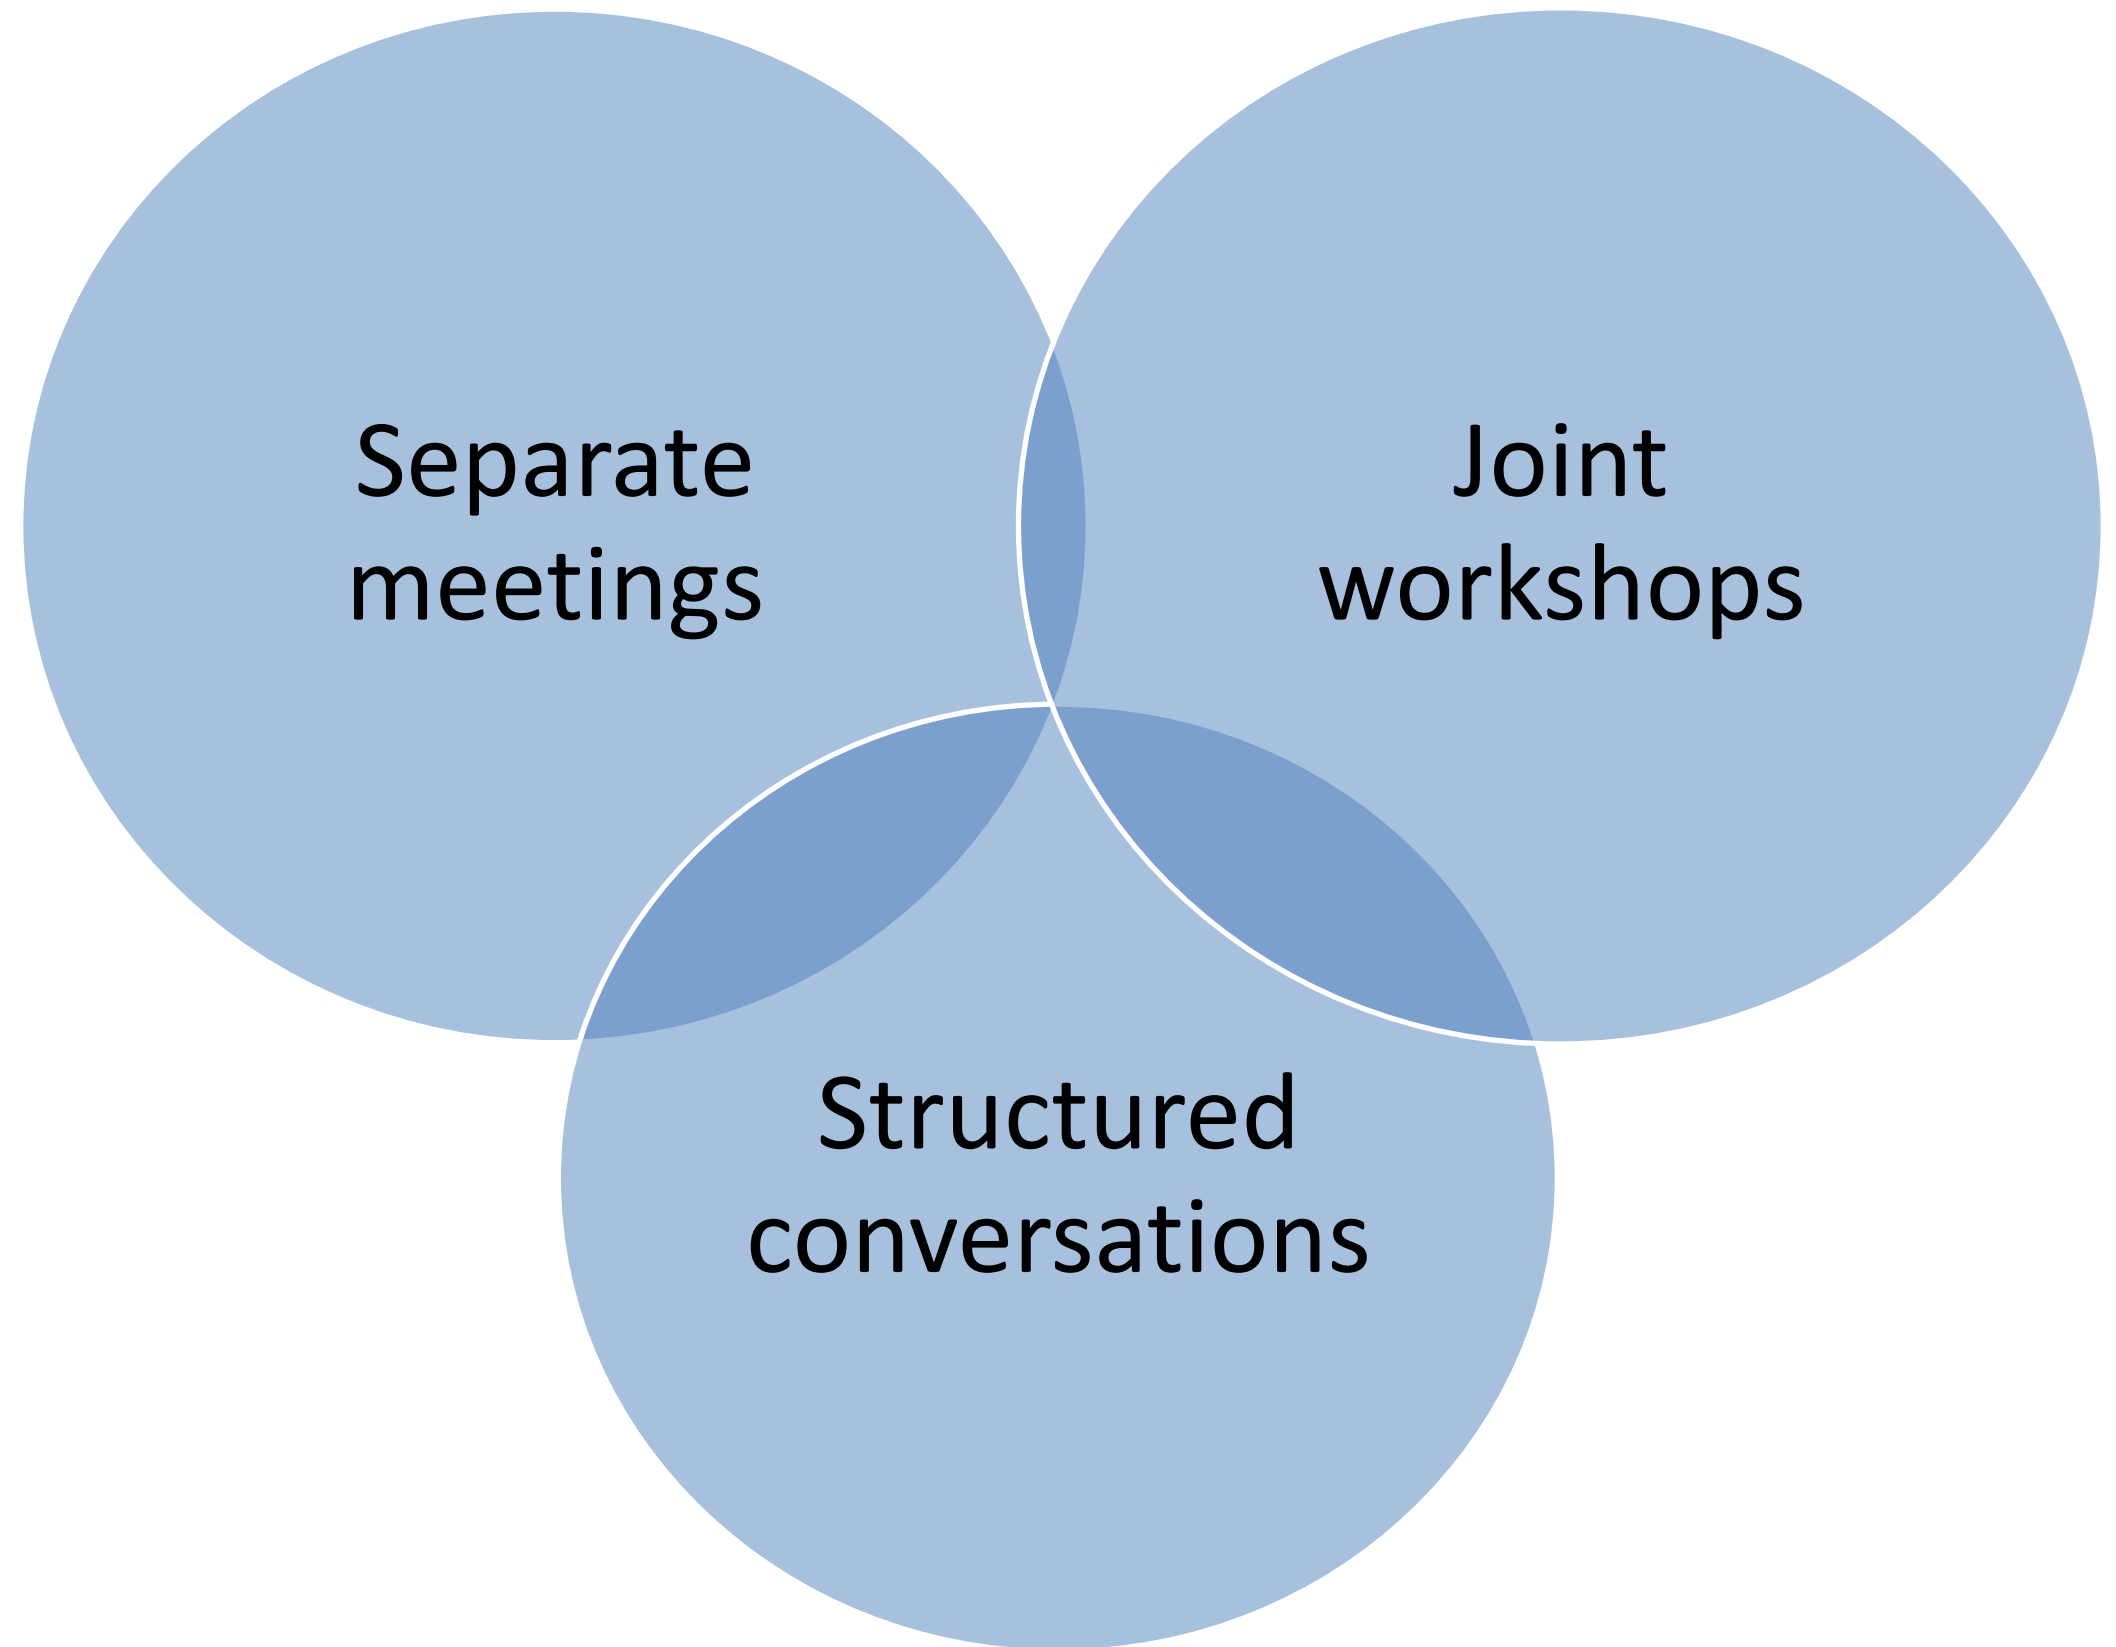 Separate
meetings
Joint
workshops
Structured
conversations